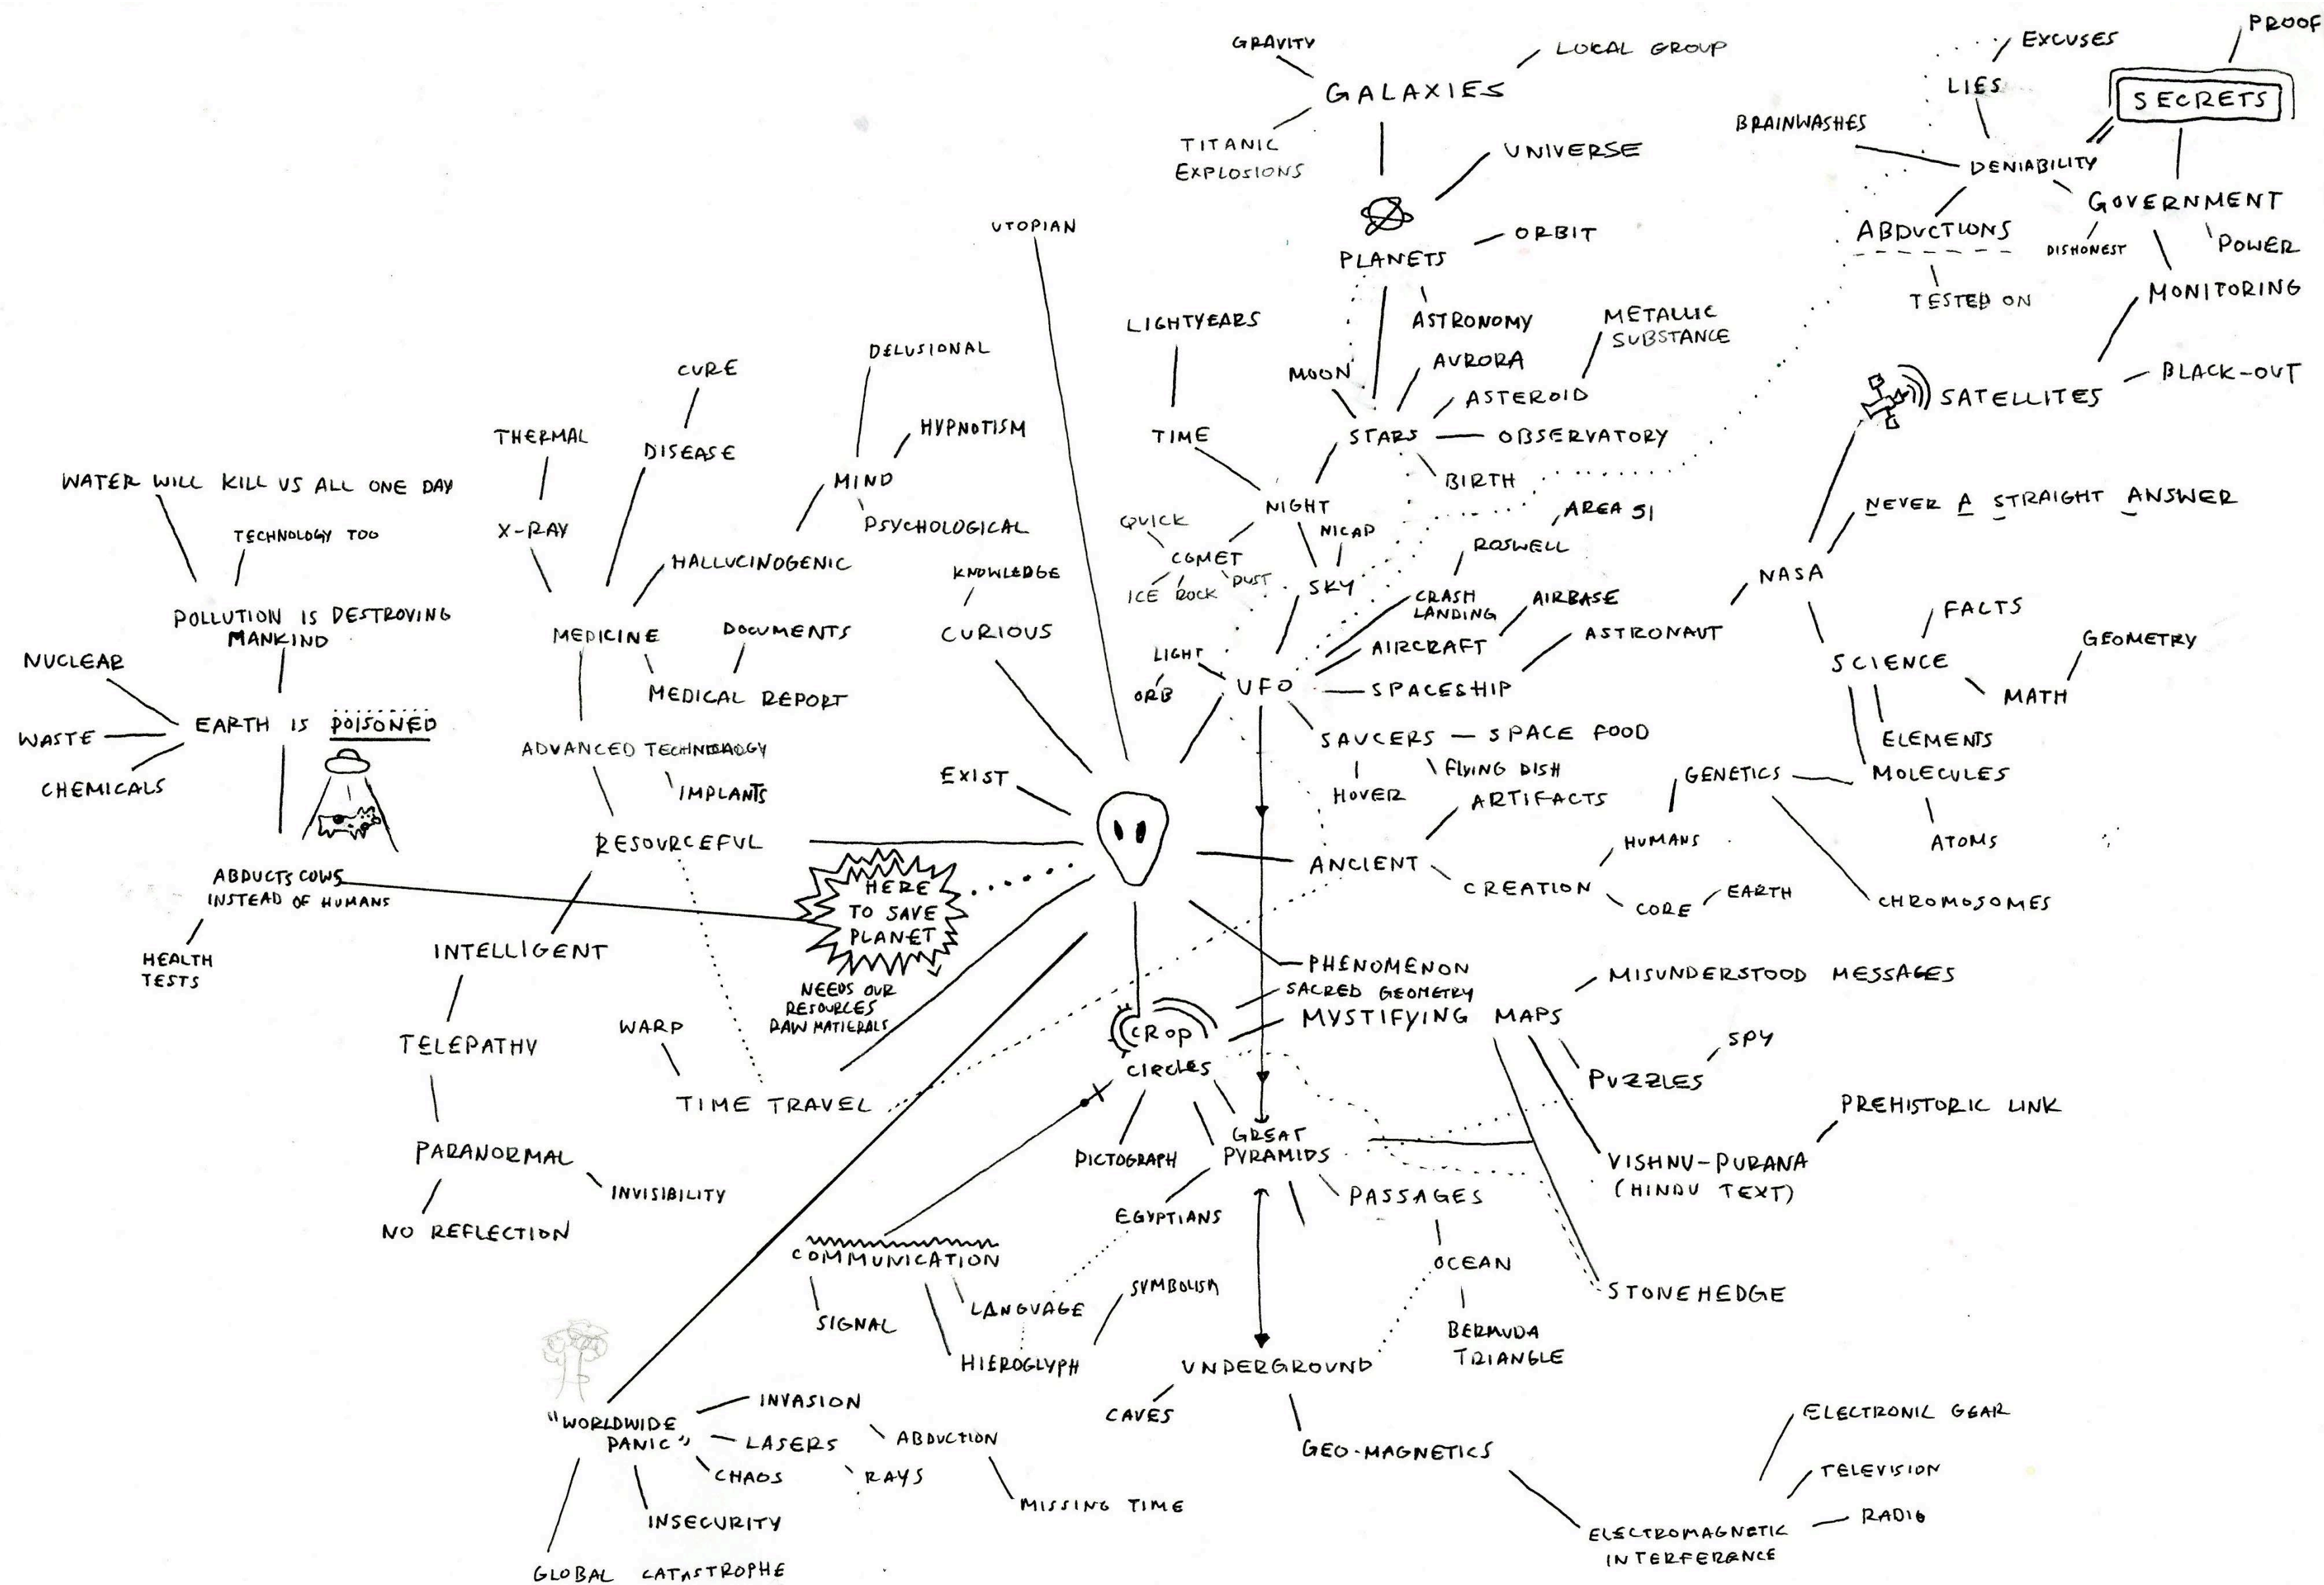 PROOF
EXCUSES
GRAVITY
LOCAL GROUP
LIES
GALAXIES
SECRETS
BRAINWASHES
TITANIC
EXPLOSIONS
UNIVERSE
DENIABILITY
GOVERNMENT
UTOPIAN
ORBIT
ABDUCTIONS
DISHONEST
POWER
PLANETS
TESTED ON
MONITORING
LIGHTYEARS
ASTRONOMY
METALLIC
SUBSTANCE
DELUSIONAL
AURORA
CURE
MOON
BLACK-OUT
ASTEROID
SATELLITES
THERMAL
HYPNOTISM
TIME
STARS
OBSERVATORY
DISEASE
WATER WILL KILL US ALL ONE DAY
MIND
BIRTH
NIGHT
NEVER A STRAIGHT ANSWER
AREA 51
QUICK
TECHNOLOGY TOO
X-RAY
PSYCHOLOGICAL
NICAP
ROSWELL
COMET
HALLUCINOGENIC
KNOWLEDGE
DUST
SKY
NASA
ICE
ROCK
CRASH
LANDING
AIRBASE
FACTS
POLLUTION IS DESTROYING
MANKIND
MEDICINE
DOCUMENTS
CURIOUS
AIRCRAFT
ASTRONAUT
GEOMETRY
NUCLEAR
LIGHT
SCIENCE
ORB
UFO
SPACESHIP
MATH
MEDICAL REPORT
EARTH IS POISONED
WASTE
SAUCERS
SPACE FOOD
ELEMENTS
ADVANCED TECHNOLOGY
FLYING DISH
GENETICS
MOLECULES
CHEMICALS
IMPLANTS
EXIST
HOVER
ARTIFACTS
RESOURCEFUL
HUMANS
ATOMS
ANCIENT
ABDUCTS COWS
INSTEAD OF HUMANS
HERE
TO SAVE
PLANET
CREATION
CORE
EARTH
CHROMOSOMES
HEALTH
TESTS
INTELLIGENT
NEEDS OUR
RESOURCES
RAW MATIERALS
PHENOMENON
SACRED GEOMETRY
MYSTIFYING MAPS
MISUNDERSTOOD MESSAGES
TELEPATHY
WARP
CROP
CIRCLES
SPY
PUZZLES
TIME TRAVEL
PREHISTORIC LINK
PARANORMAL
PICTOGRAPH
GREAT
PYRAMIDS
VISHNU-PURANA
(HINDU TEXT)
INVISIBILITY
PASSAGES
NO REFLECTION
EGYPTIANS
COMMUNICATION
OCEAN
SYMBOLISM
STONEHEDGE
SIGNAL
LANGUAGE
BERMUDA
TRIANGLE
HIEROGLYPH
UNDERGROUND
INVASION
CAVES
"WORLDWIDE
PANIC"
LASERS
ABDUCTION
GEO-MAGNETICS
ELECTRONIC GEAR
CHAOS
RAYS
TELEVISION
MISSING TIME
INSECURITY
RADIO
ELECTROMAGNETIC
INTERFERENCE
GLOBAL CATASTROPHE